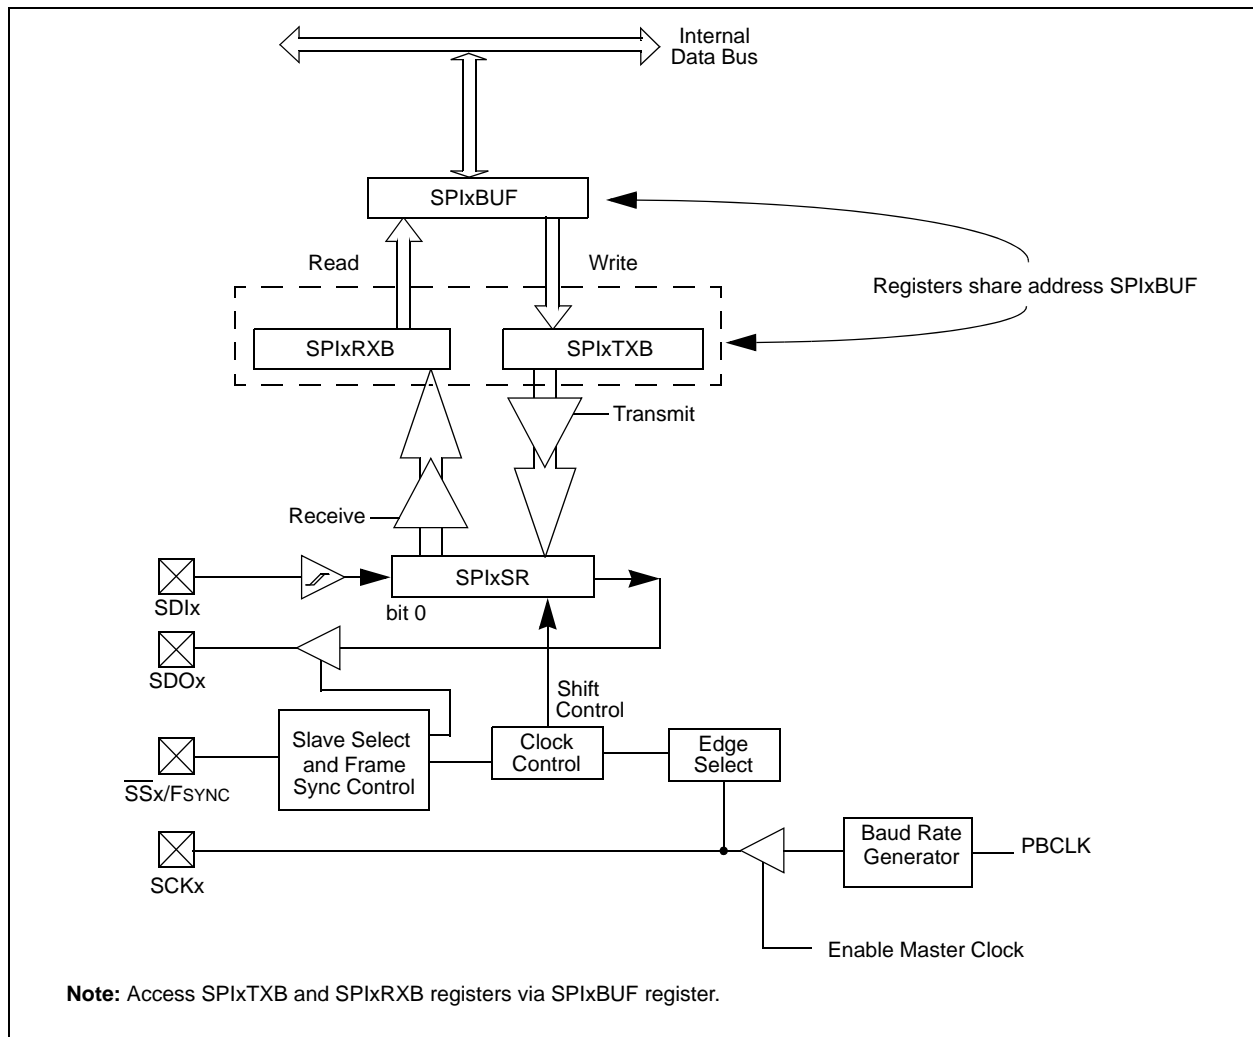 Internal
Data Bus
SPIxBUF
Read
Write
Registers share address SPIxBUF
SPIxRXB
SPIxTXB
Transmit
Receive
SPIxSR
SDIx
bit 0
SDOx
Shift
Control
Slave Select
and Frame
Sync Control
Clock
Control
Edge
Select
SSx/FSYNC
Baud Rate
Generator
PBCLK
SCKx
Enable Master Clock
Note: Access SPIxTXB and SPIxRXB registers via SPIxBUF register.